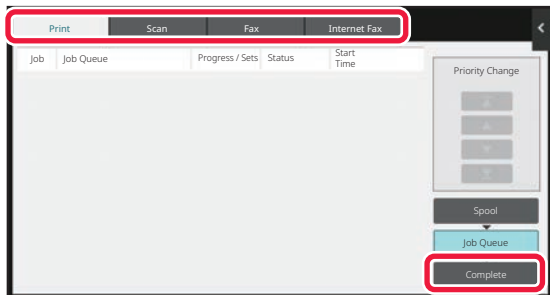 Print Scan Fax Internet Fax
Job Job Queue Progress / Sets Status Start Time
Priority Change
Spool
Job Queue
Complete